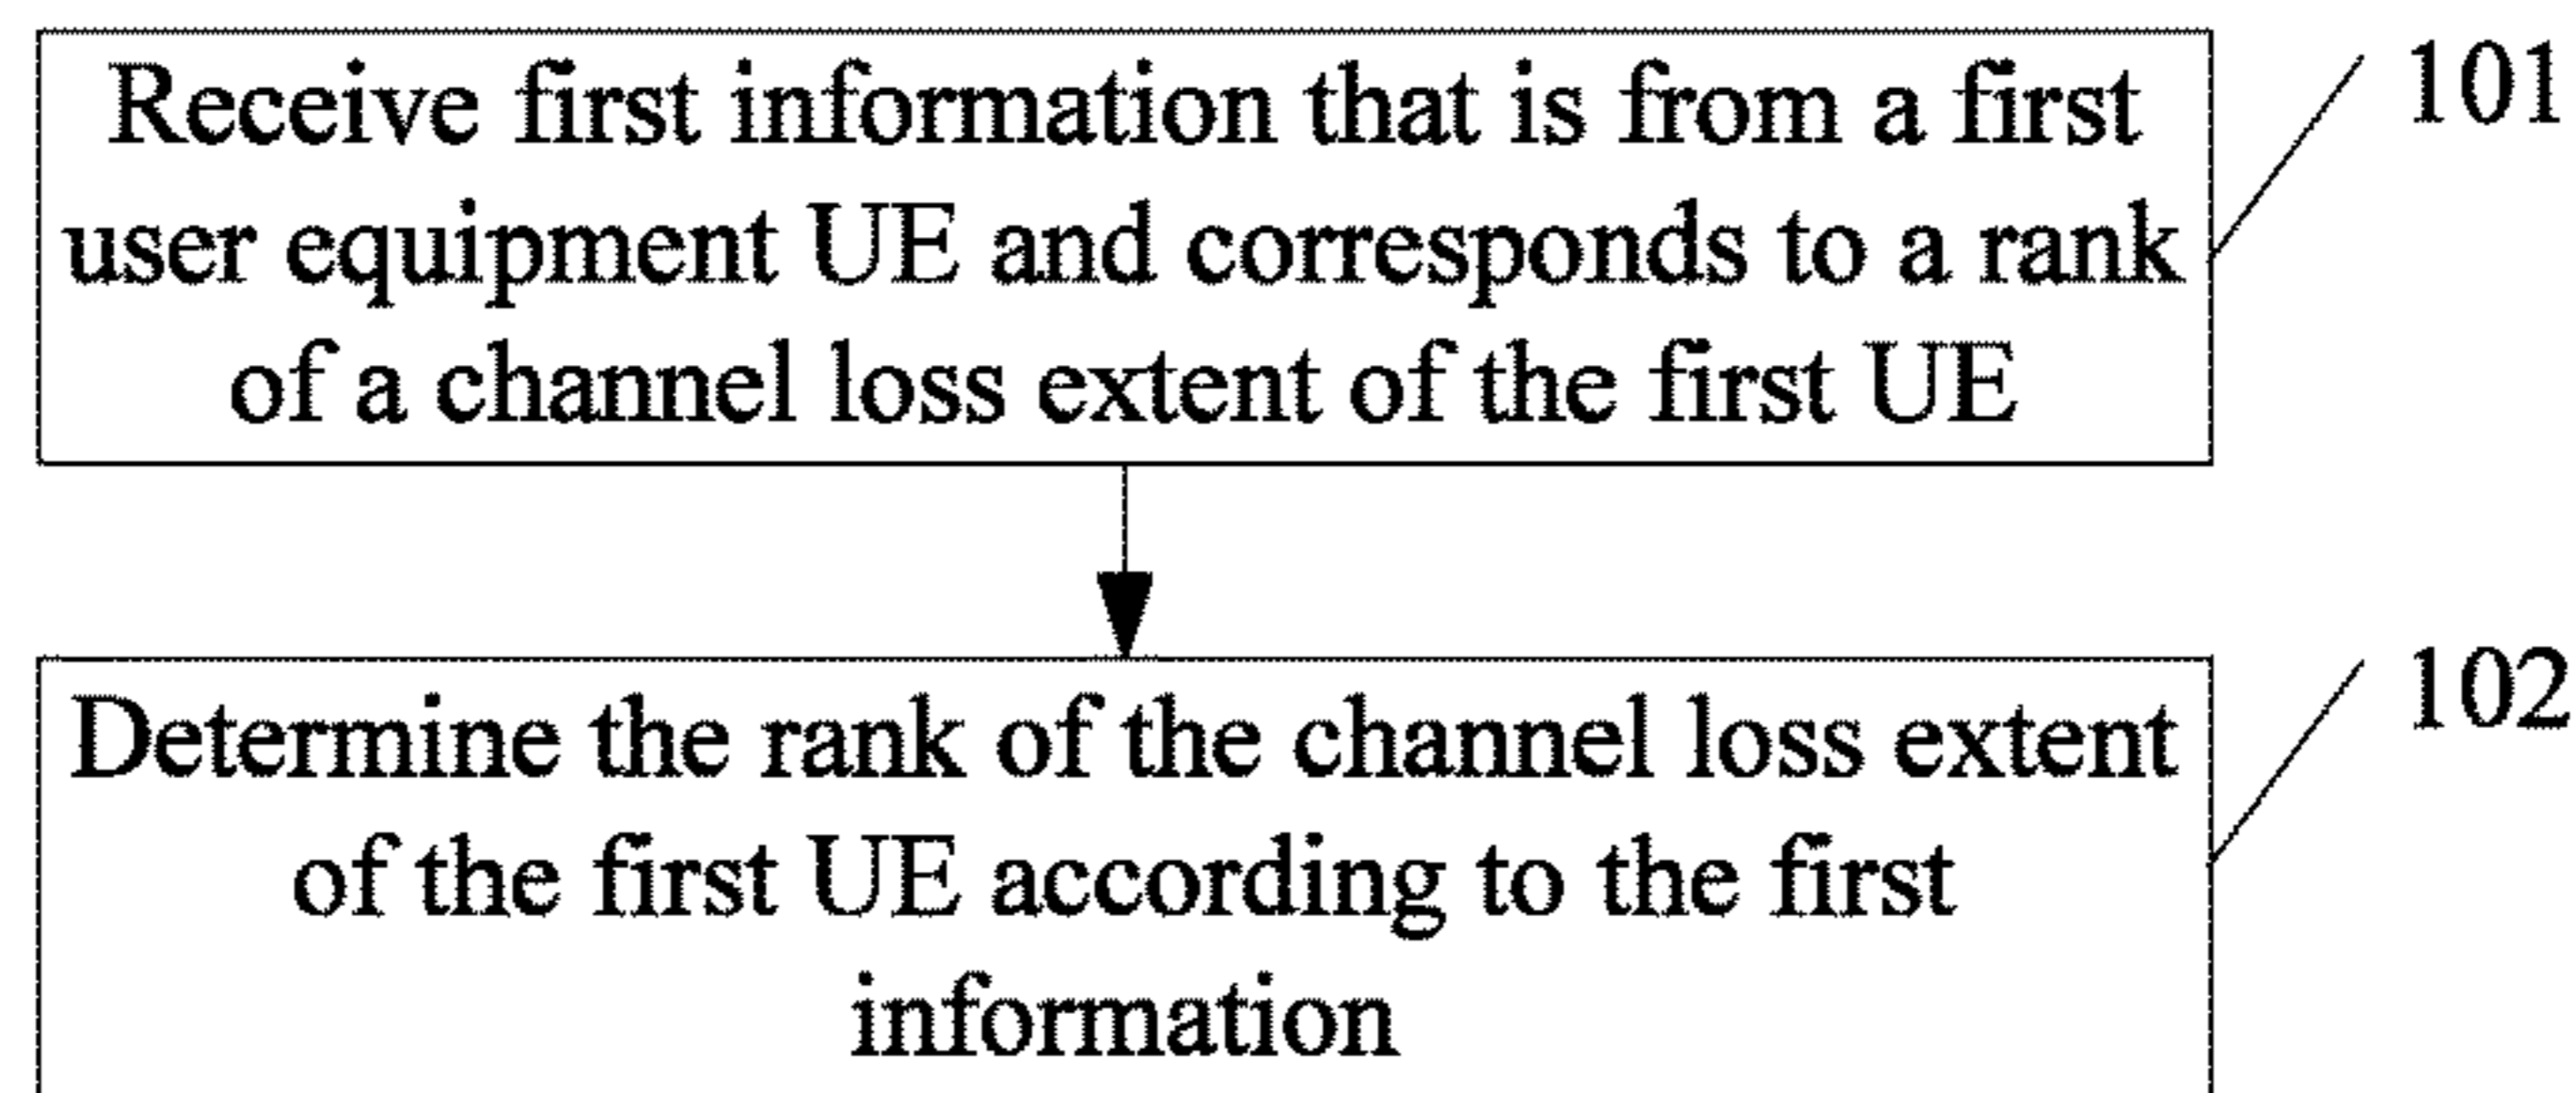 Receive first information that is from a first
101
user equipment UE and corresponds to a rank
of a channel loss extent of the first UE
Determine the rank of the channel loss extent
102
of the first UE according to the first
information